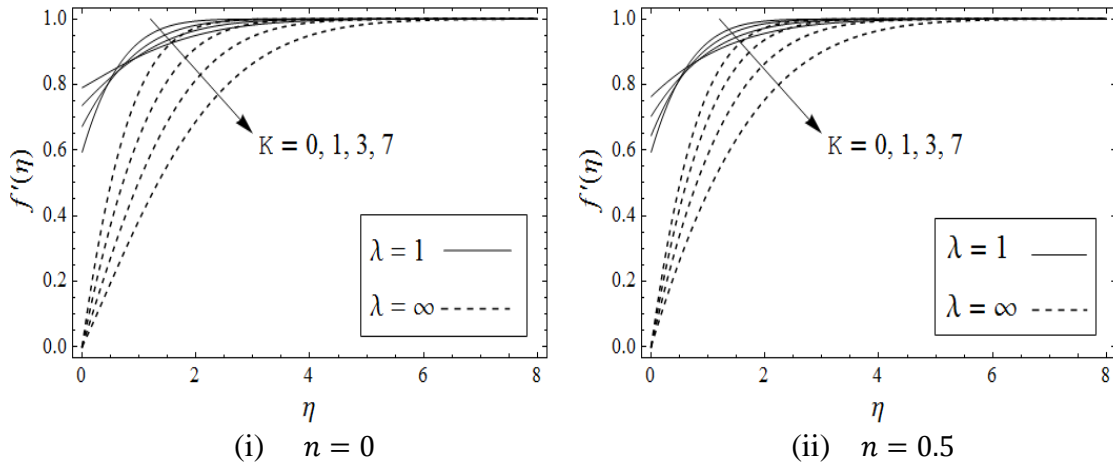 1.0
0.8
0.6
0.4
0.2
0.0
f'(η)
K = 0, 1, 3, 7
λ = 1
λ = ∞
0 2 4 6 8
η
(i) n = 0
1.0
0.8
0.6
0.4
0.2
0.0
f'(η)
K = 0, 1, 3, 7
λ = 1
λ = ∞
0 2 4 6 8
η
(ii) n = 0.5